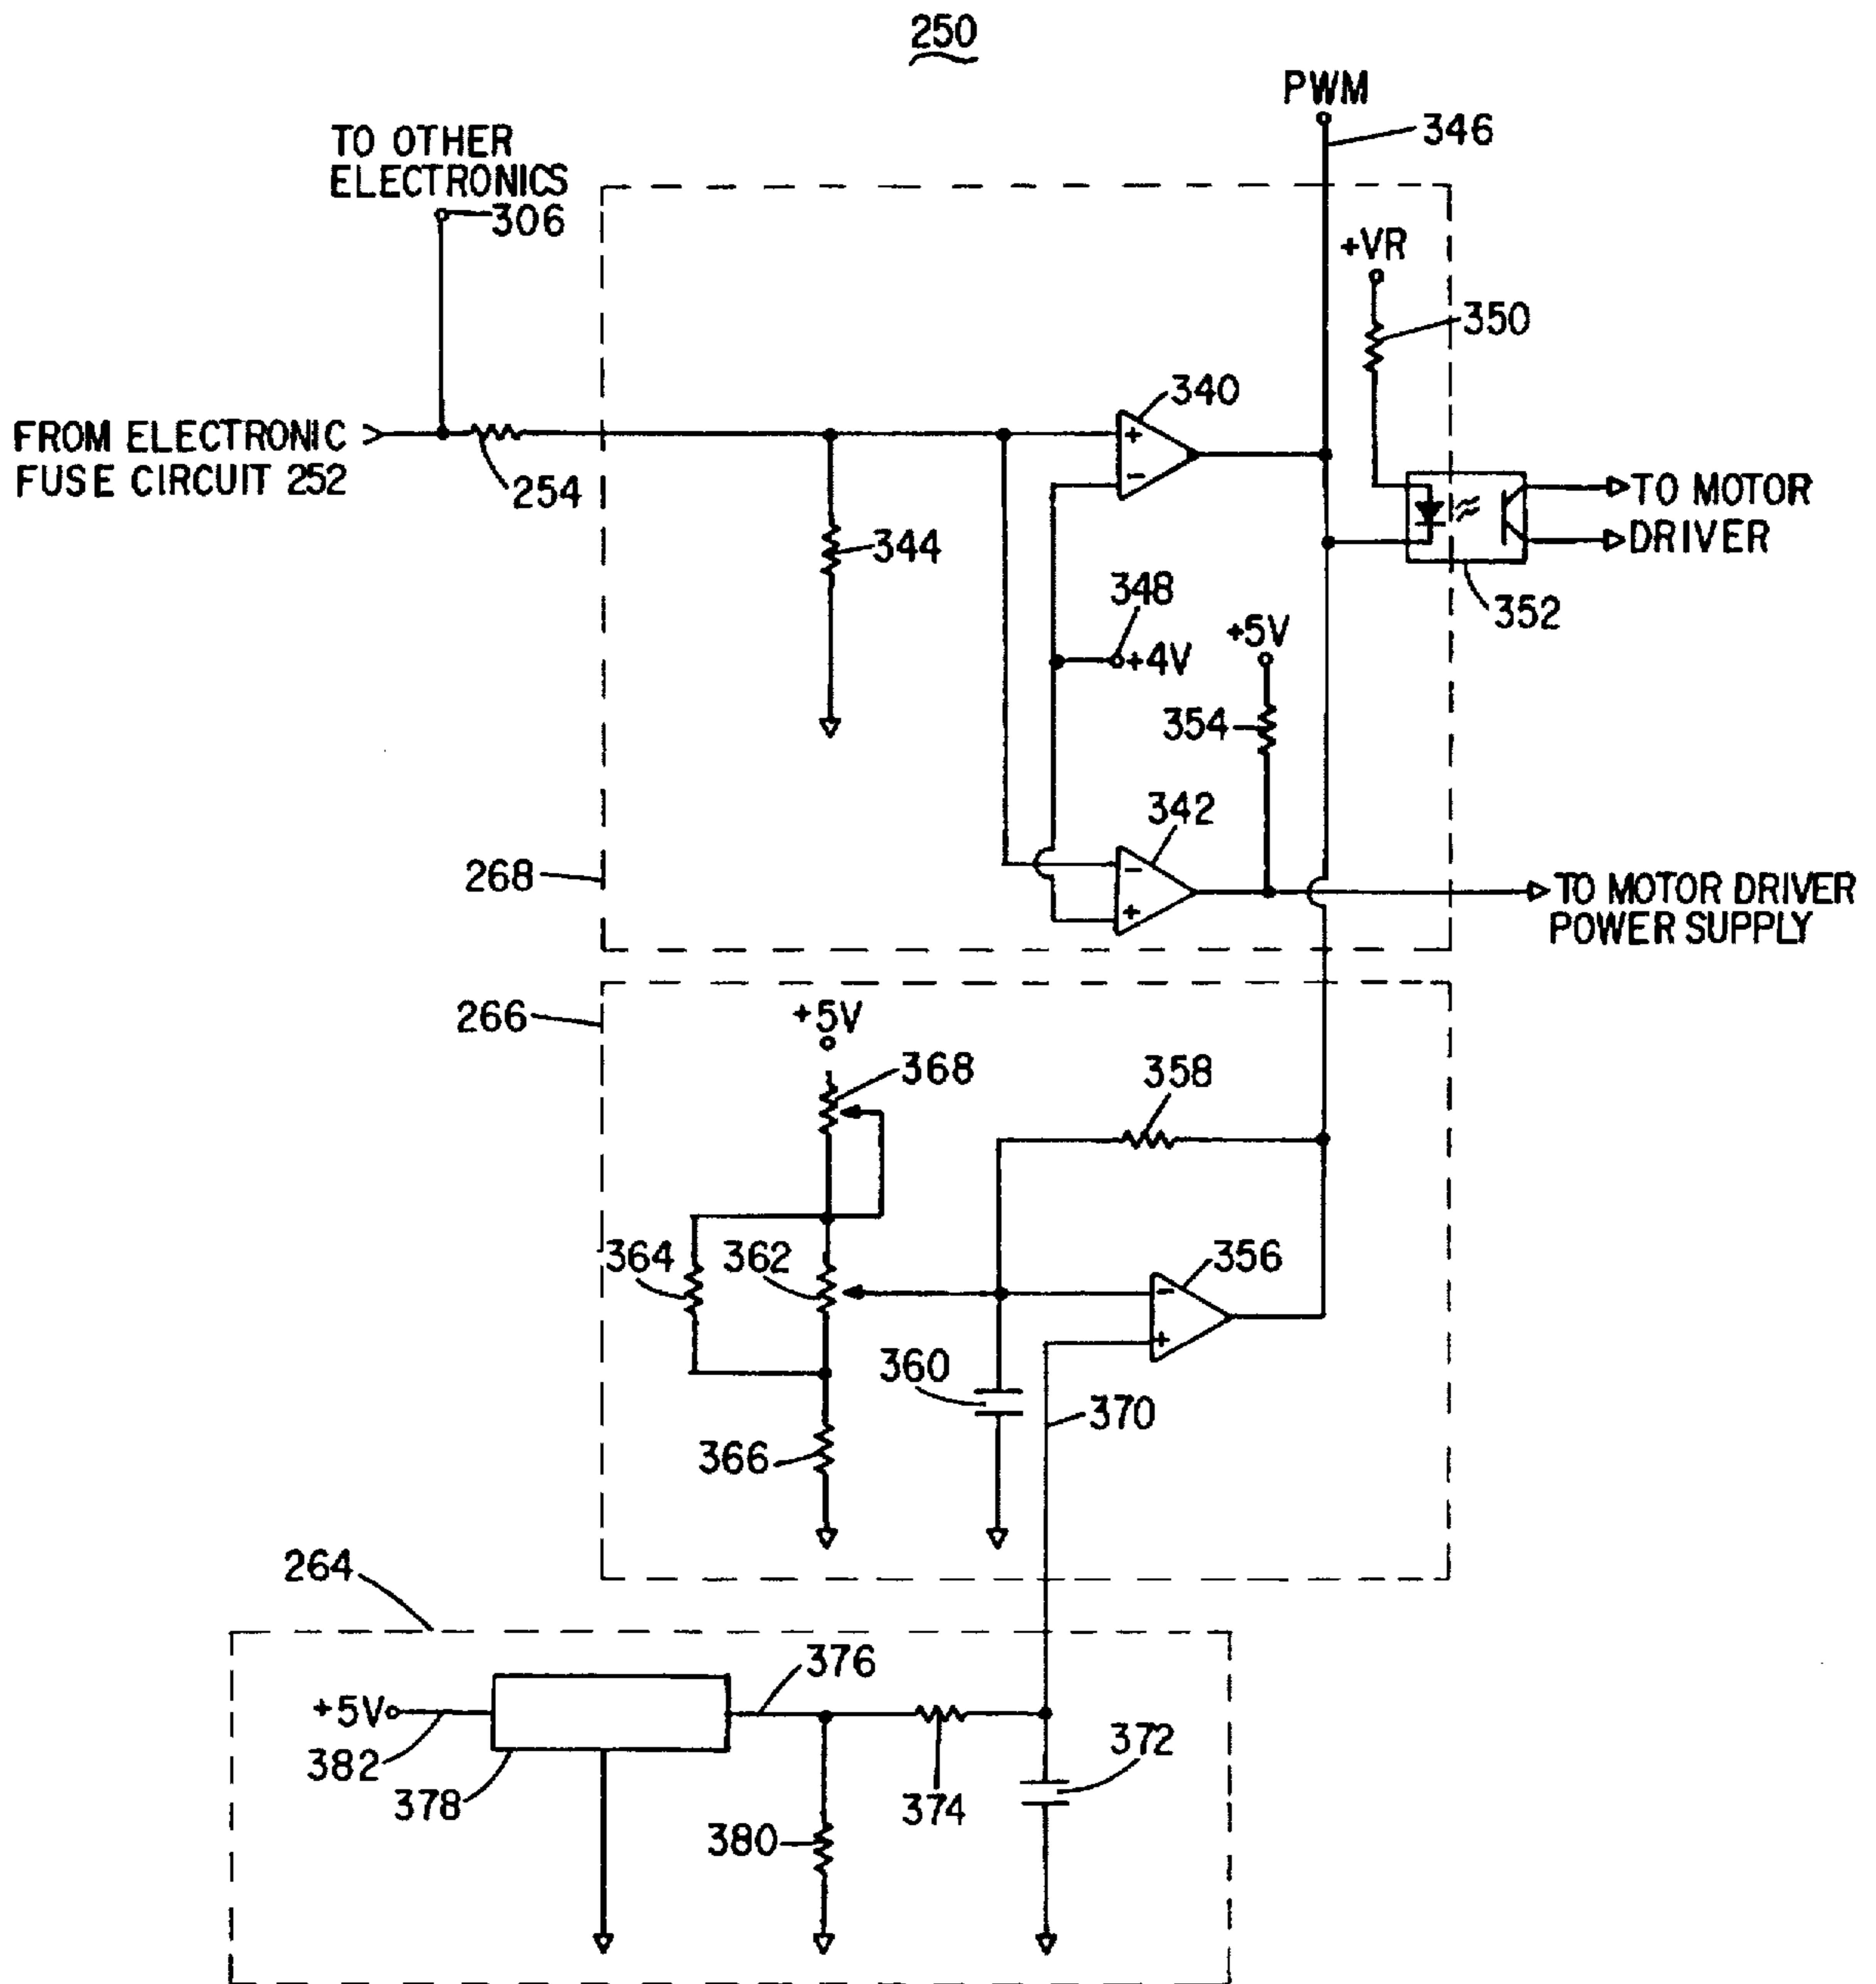 250
PWM
346
TO OTHER
ELECTRONICS
306
+VR
350
340
FROM ELECTRONIC
FUSE CIRCUIT 252
254
+
-
TO MOTOR
DRIVER
344
348
352
+5V
+4V
354
342
268
-
+
TO MOTOR DRIVER
POWER SUPPLY
266
+5V
368
358
364
362
356
-
+
360
370
366
264
376
+5V
382
378
372
374
380